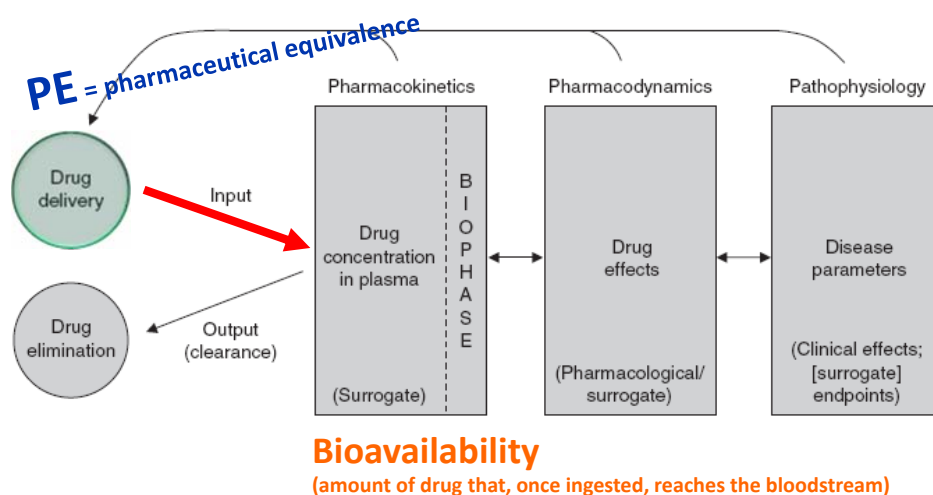 PE = pharmaceutical equivalence
Pharmacokinetics
Pharmacodynamics
Pathophysiology
Drug
delivery
Input
Drug
concentration
in plasma
(Surrogate)
B
I
O
P
H
A
S
E
Drug
effects
(Pharmacological/
surrogate)
Disease
parameters
(Clinical effects;
[surrogate]
endpoints)
Drug
elimination
Output
(clearance)
Bioavailability
(amount of drug that, once ingested, reaches the bloodstream)